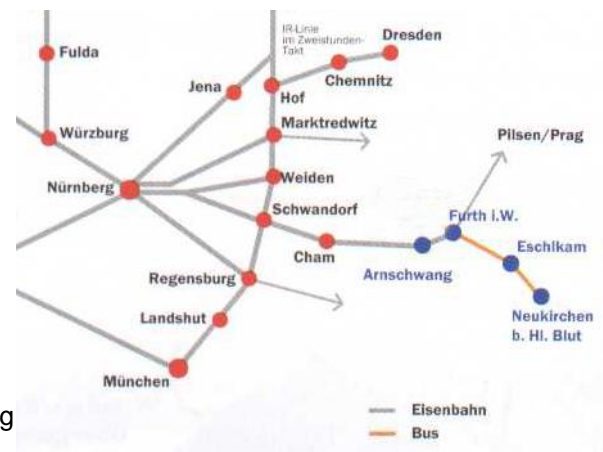 IR-Linie
im Zweistunden-
Takt
Dresden
Fulda
Chemnitz
Jena
Hof
Marktredwitz
Würzburg
Pilsen/Prag
Weiden
Nürnberg
Schwandorf
Furth i.W.
Eschlkam
Cham
Arnschwang
Regensburg
Landshut
Neukirchen
b. Hl. Blut
München
g
Eisenbahn
Bus